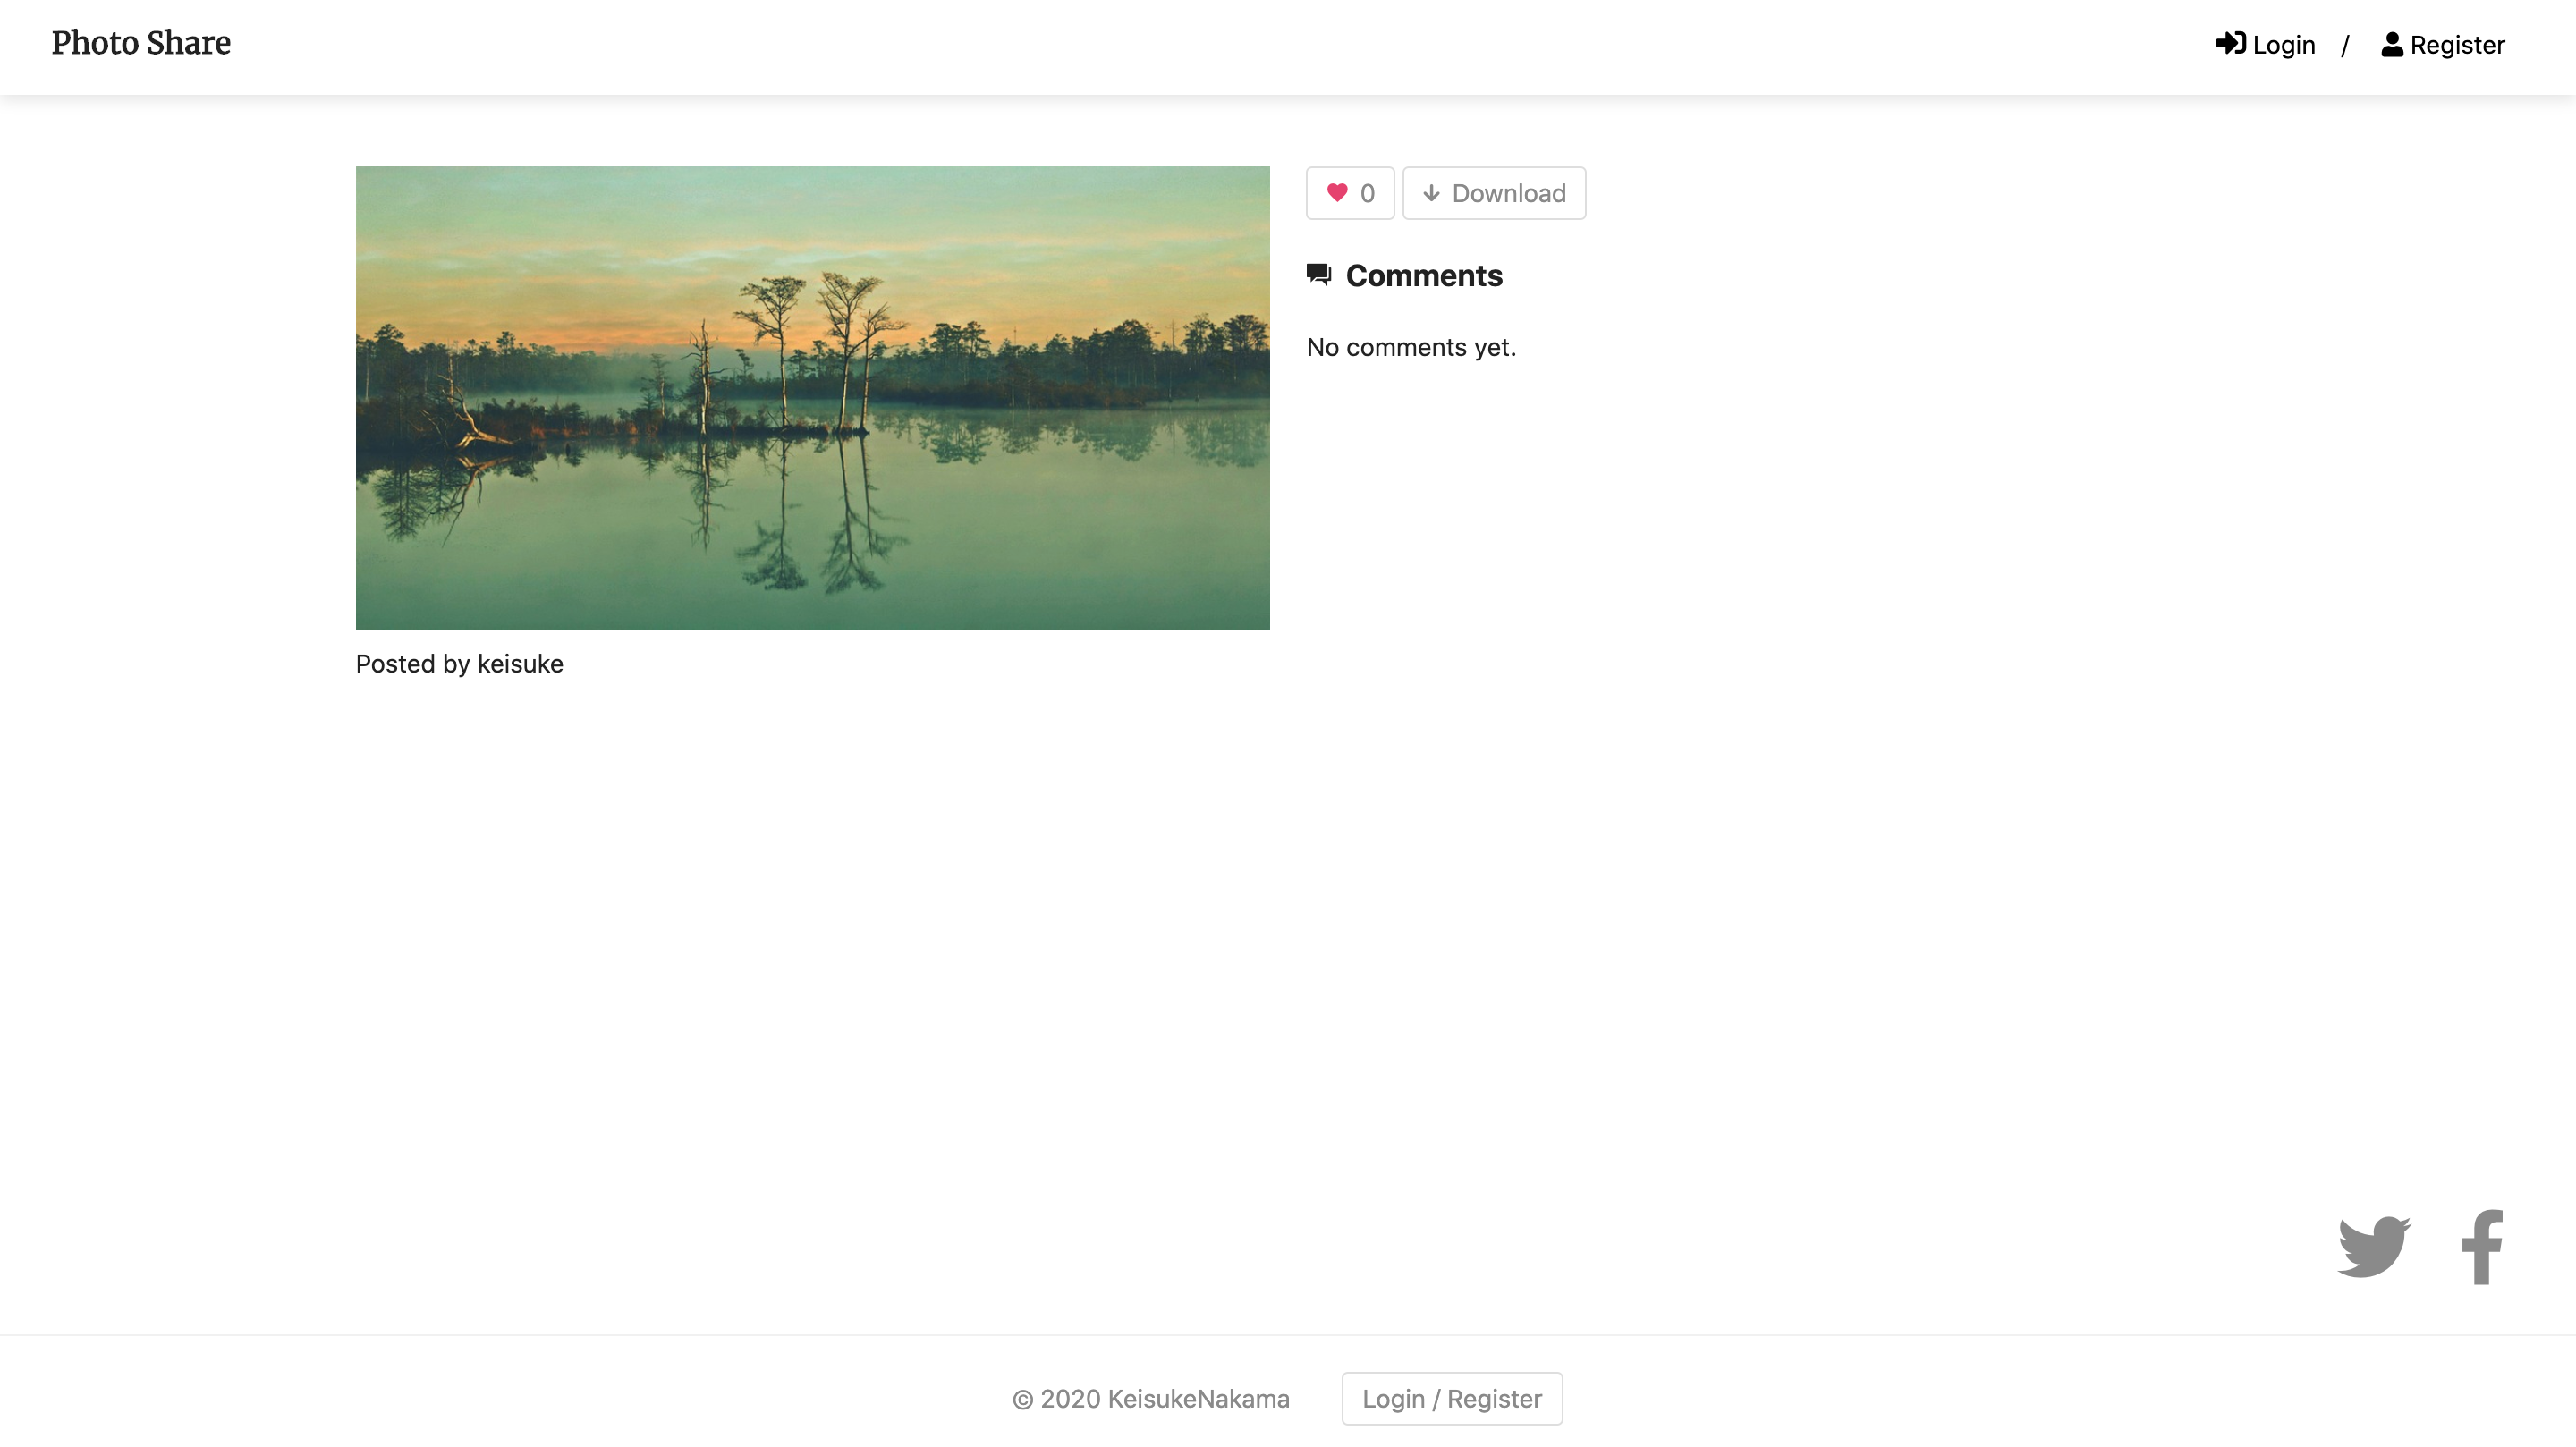 Photo Share
Login / Register
0 Download
Comments
No comments yet.
Posted by keisuke
© 2020 KeisukeNakama
Login / Register